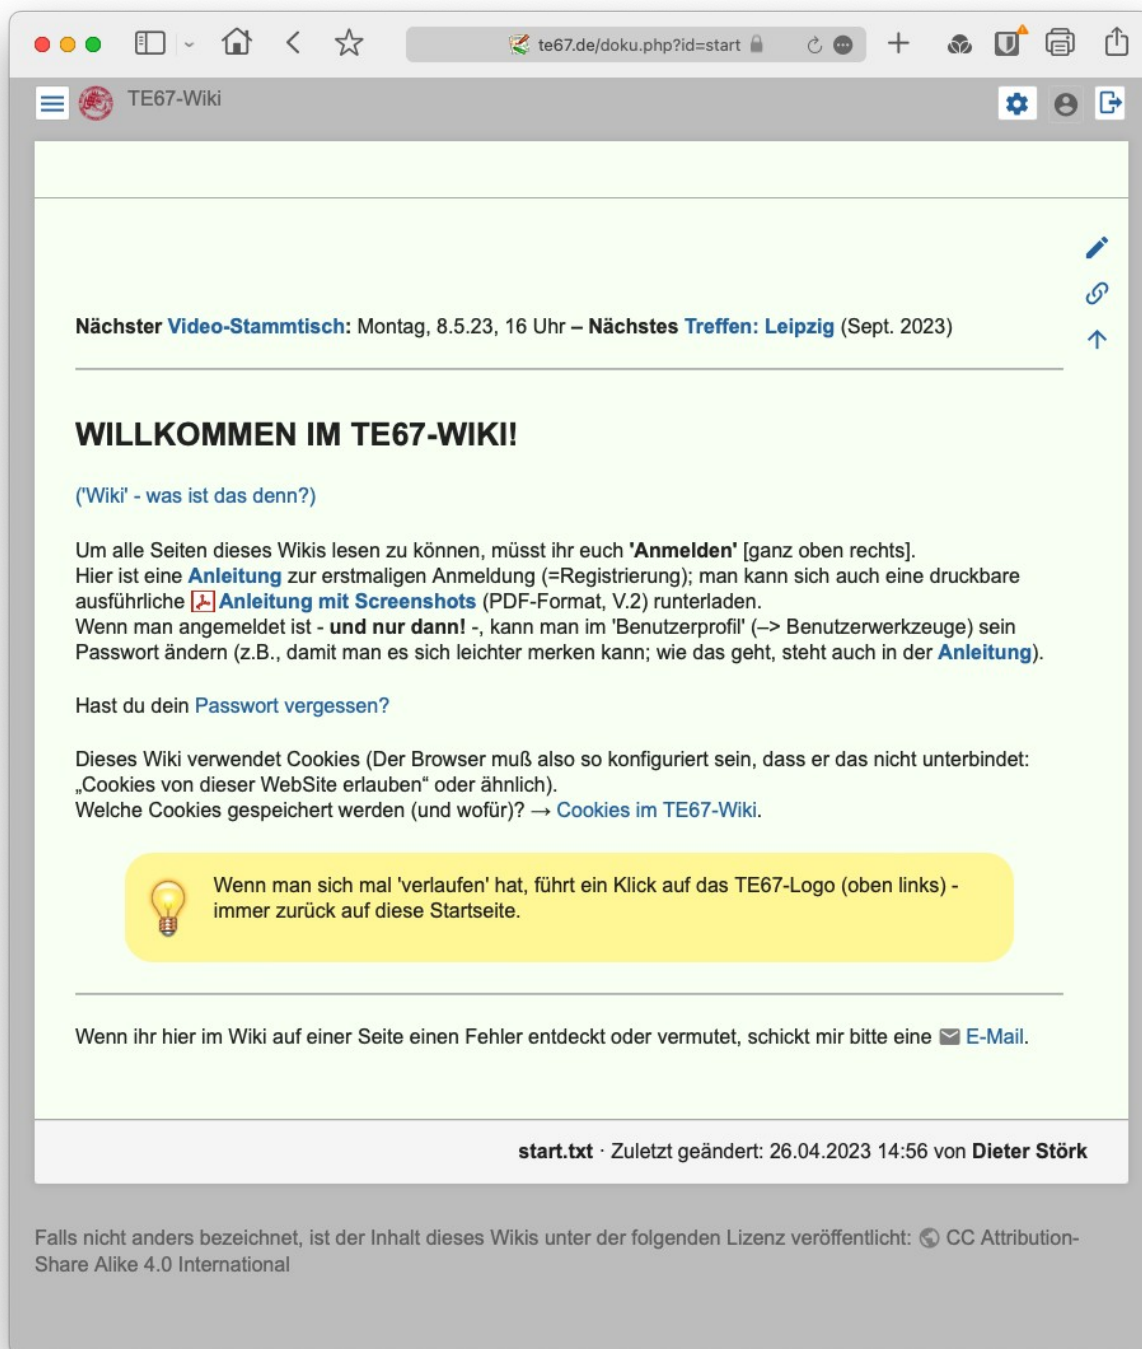 te67.de/doku.php?id=start
TE67-Wiki
Nächster Video-Stammtisch: Montag, 8.5.23, 16 Uhr – Nächstes Treffen: Leipzig (Sept. 2023)
WILLKOMMEN IM TE67-WIKI!
('Wiki' - was ist das denn?)
Um alle Seiten dieses Wikis lesen zu können, müsst ihr euch 'Anmelden' [ganz oben rechts].
Hier ist eine Anleitung zur erstmaligen Anmeldung (=Registrierung); man kann sich auch eine druckbare
ausführliche Anleitung mit Screenshots (PDF-Format, V.2) runterladen.
Wenn man angemeldet ist - und nur dann! -, kann man im 'Benutzerprofil' (–> Benutzerwerkzeuge) sein
Passwort ändern (z.B., damit man es sich leichter merken kann; wie das geht, steht auch in der Anleitung).
Hast du dein Passwort vergessen?
Dieses Wiki verwendet Cookies (Der Browser muß also so konfiguriert sein, dass er das nicht unterbindet:
„Cookies von dieser WebSite erlauben“ oder ähnlich).
Welche Cookies gespeichert werden (und wofür)? → Cookies im TE67-Wiki.
Wenn man sich mal 'verlaufen' hat, führt ein Klick auf das TE67-Logo (oben links) -
immer zurück auf diese Startseite.
Wenn ihr hier im Wiki auf einer Seite einen Fehler entdeckt oder vermutet, schickt mir bitte eine E-Mail.
start.txt · Zuletzt geändert: 26.04.2023 14:56 von Dieter Störk
Falls nicht anders bezeichnet, ist der Inhalt dieses Wikis unter der folgenden Lizenz veröffentlicht: CC Attribution-
Share Alike 4.0 International